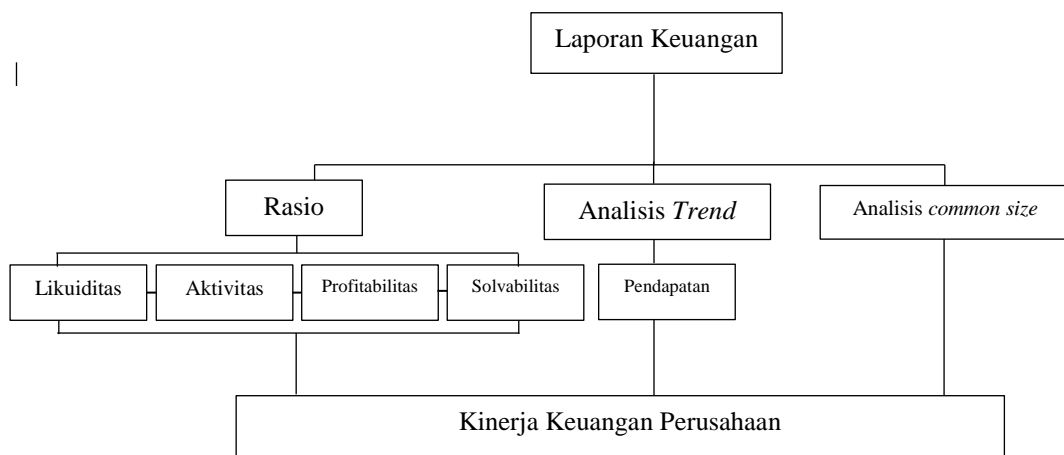 Laporan Keuangan
Rasio
Analisis Trend
Analisis common size
Likuiditas
Aktivitas
Profitabilitas
Solvabilitas
Pendapatan
Kinerja Keuangan Perusahaan